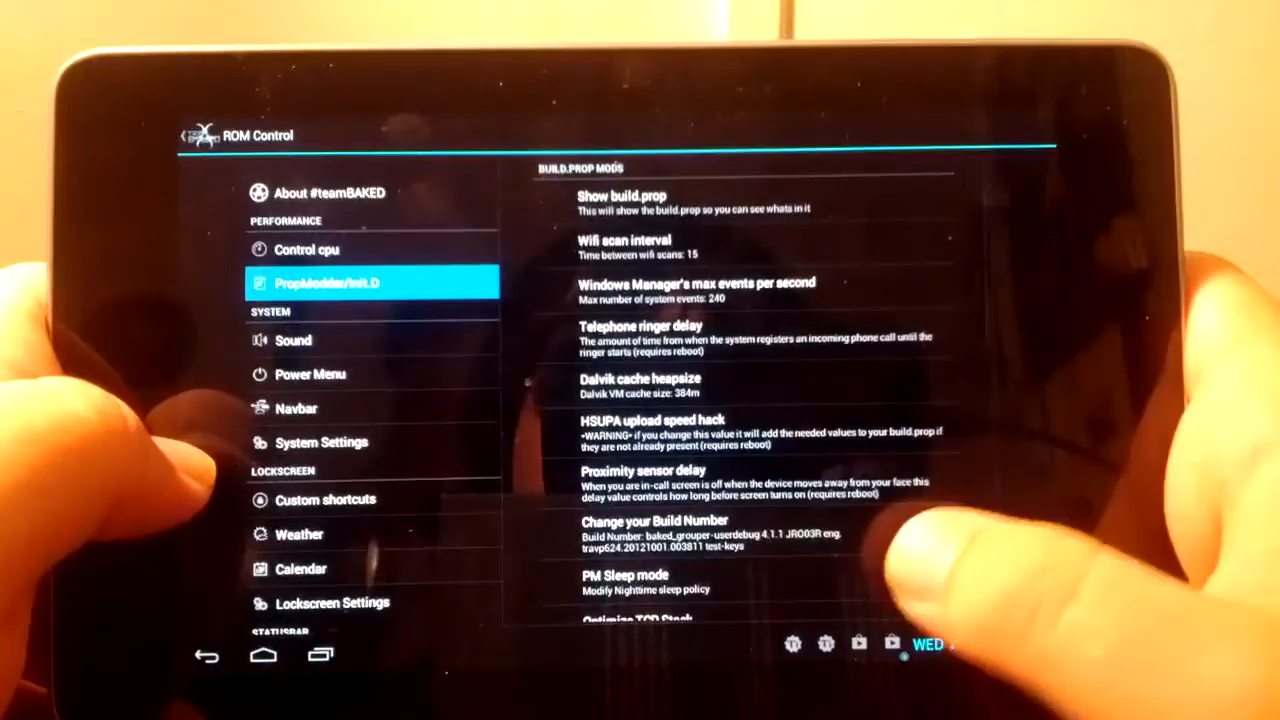 ROM Control
About #teamBAKED
PERFORMANCE
Control cpu
PropModder/Init.D
SYSTEM
Sound
Power Menu
Navbar
System Settings
LOCKSCREEN
Custom shortcuts
Weather
Calendar
Lockscreen Settings
STATUSBAR
BUILD.PROP MODS
Show build.prop
This will show the build.prop so you can see whats in it
Wifi scan interval
Time between wifi scans: 15
Windows Manager's max events per second
Max number of system events: 240
Telephone ringer delay
The amount of time from when the system registers an incoming phone call until the
ringer starts (requires reboot)
Dalvik cache heapsize
Dalvik VM cache size: 384m
HSUPA upload speed hack
*WARNING* if you change this value it will add the needed values to your build.prop if
they are not already present (requires reboot)
Proximity sensor delay
When you are in-call screen is off when the device moves away from your face this
delay value controls how long before screen turns on (requires reboot)
Change your Build Number
Build Number: baked_grouper-userdebug 4.1.1 JRO03R eng.
travp624.20121001.003811 test-keys
PM Sleep mode
Modify Nighttime sleep policy
Optimize TCP Stack
WED